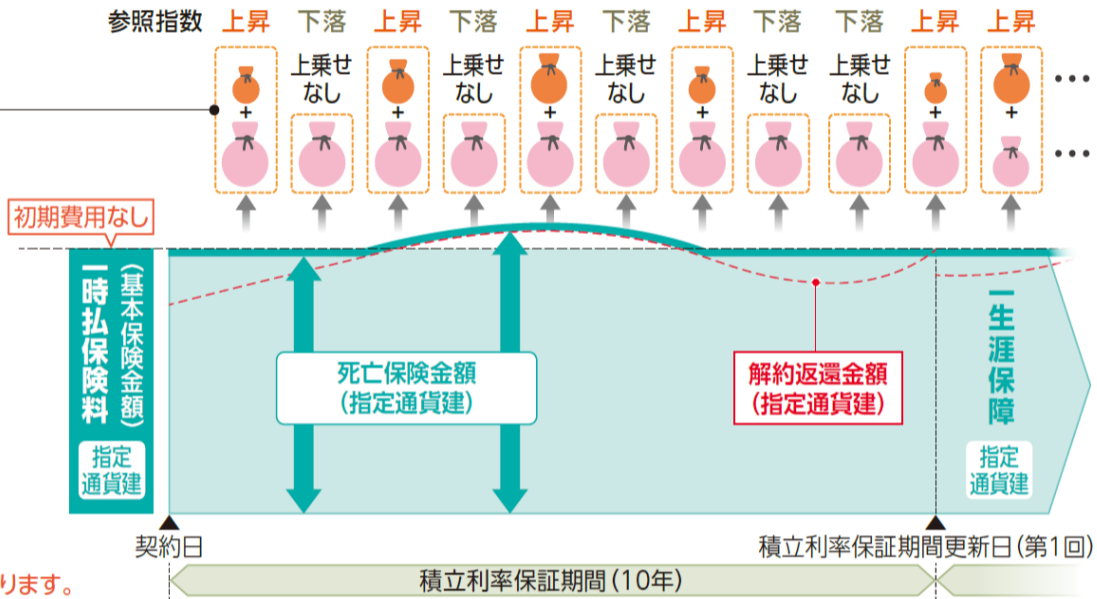 参照指数 上昇 下落 上昇 下落 上昇 下落 上昇 下落 下落 上昇 上昇
上乗せ
なし
上乗せ
なし
上乗せ
なし
上乗せ
なし
上乗せ
なし
+ + + + + +
・・・
・・・
初期費用なし
一時払保険料
(基本保険金額)
指定
通貨建
死亡保険金額
(指定通貨建)
解約返還金額
(指定通貨建)
一生涯保障
指定
通貨建
契約日
積立利率保証期間更新日(第1回)
積立利率保証期間(10年)
ります。